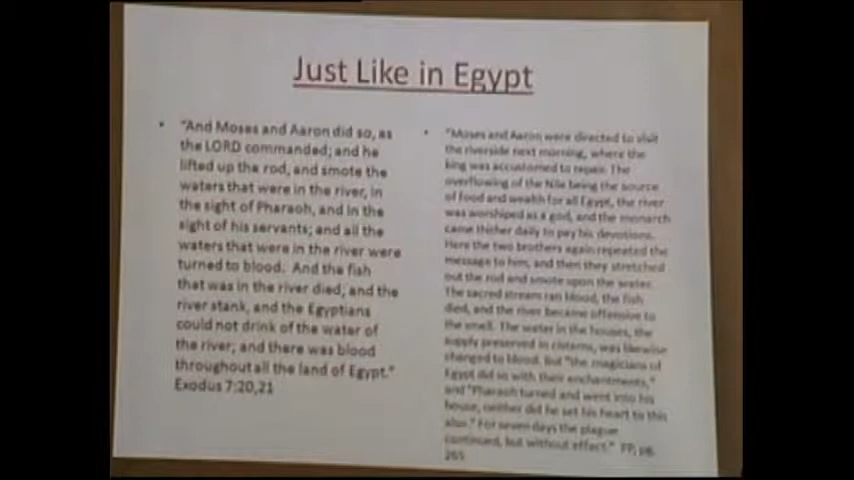 Just Like in Egypt
• "And Moses and Aaron did so, as
the LORD commanded; and he
lifted up the rod, and smote the
waters that were in the river, in
the sight of Pharaoh, and in the
sight of his servants; and all the
waters that were in the river were
turned to blood. And the fish
that was in the river died; and the
river stank, and the Egyptians
could not drink of the water of
the river; and there was blood
throughout all the land of Egypt."
Exodus 7:20,21
• "Moses and Aaron were directed to visit
the riverside next morning, where the
king was accustomed to repair. The
overflowing of the Nile being the source
of food and wealth for all Egypt, the river
was worshiped as a god, and the monarch
came thither daily to pay his devotions.
Here the two brothers again repeated the
message to him, and then they stretched
out the rod and smote upon the water.
The sacred stream ran blood, the fish
died, and the river became offensive to
the smell. The water in the houses, the
supply preserved in cisterns, was likewise
changed to blood. But "the magicians of
Egypt did so with their enchantments,"
and "Pharaoh turned and went into his
house, neither did he set his heart to this
also." For seven days the plague
continued, but without effect." PP, pg.
265